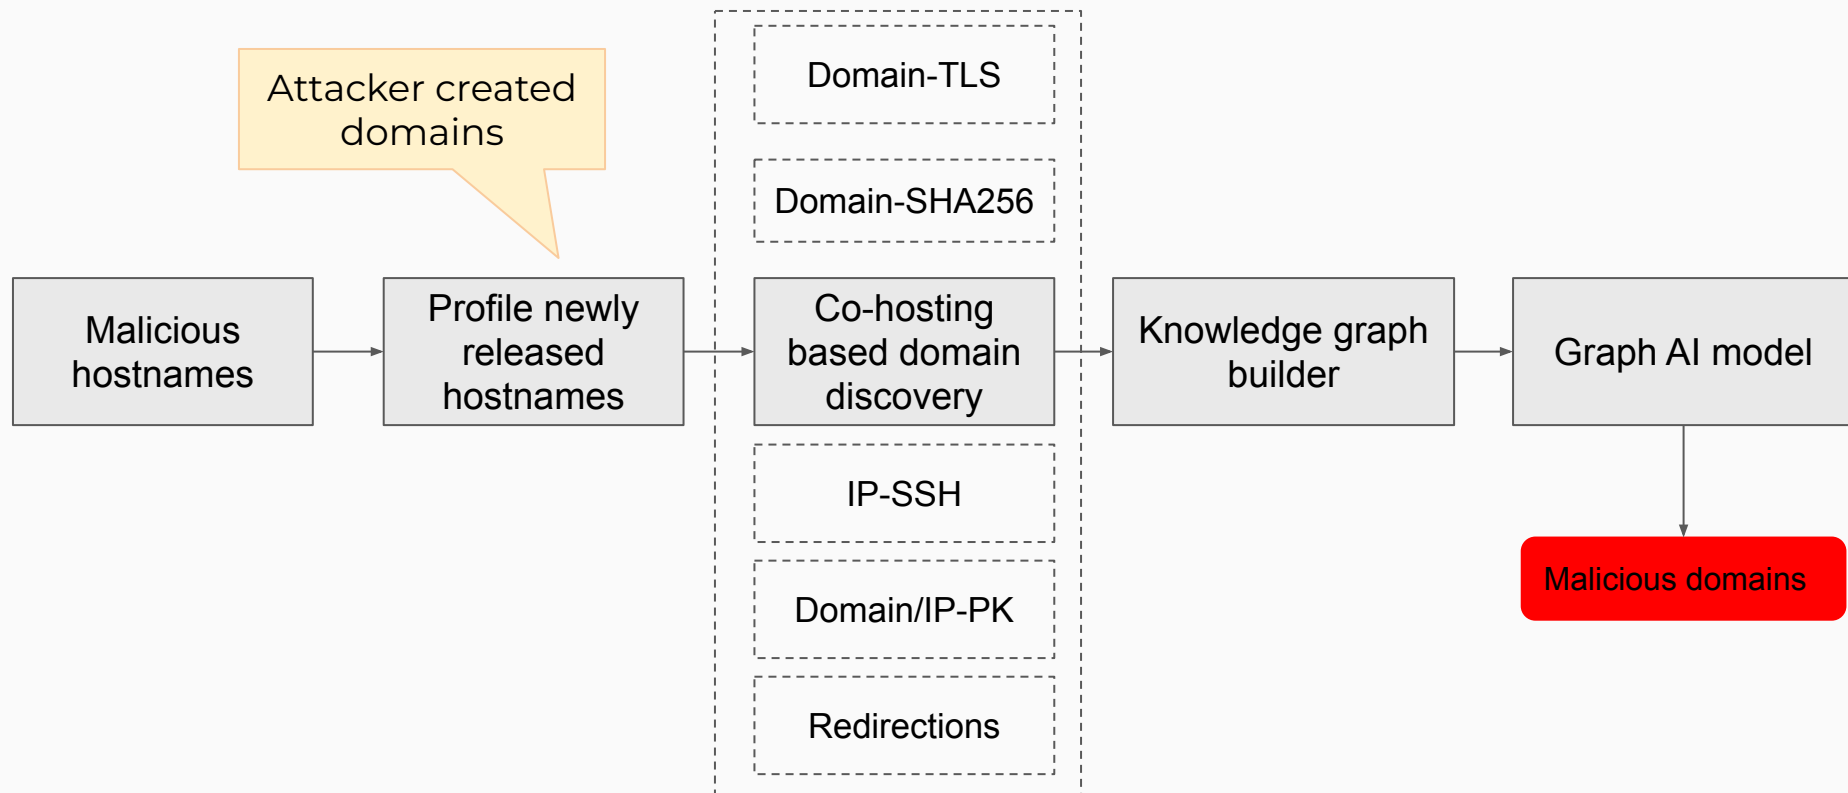 Attacker created
domains
Domain-TLS
Domain-SHA256
Malicious
hostnames
Profile newly
released
hostnames
Co-hosting
based domain
discovery
Knowledge graph
builder
Graph AI model
IP-SSH
Domain/IP-PK
Redirections
Malicious domains